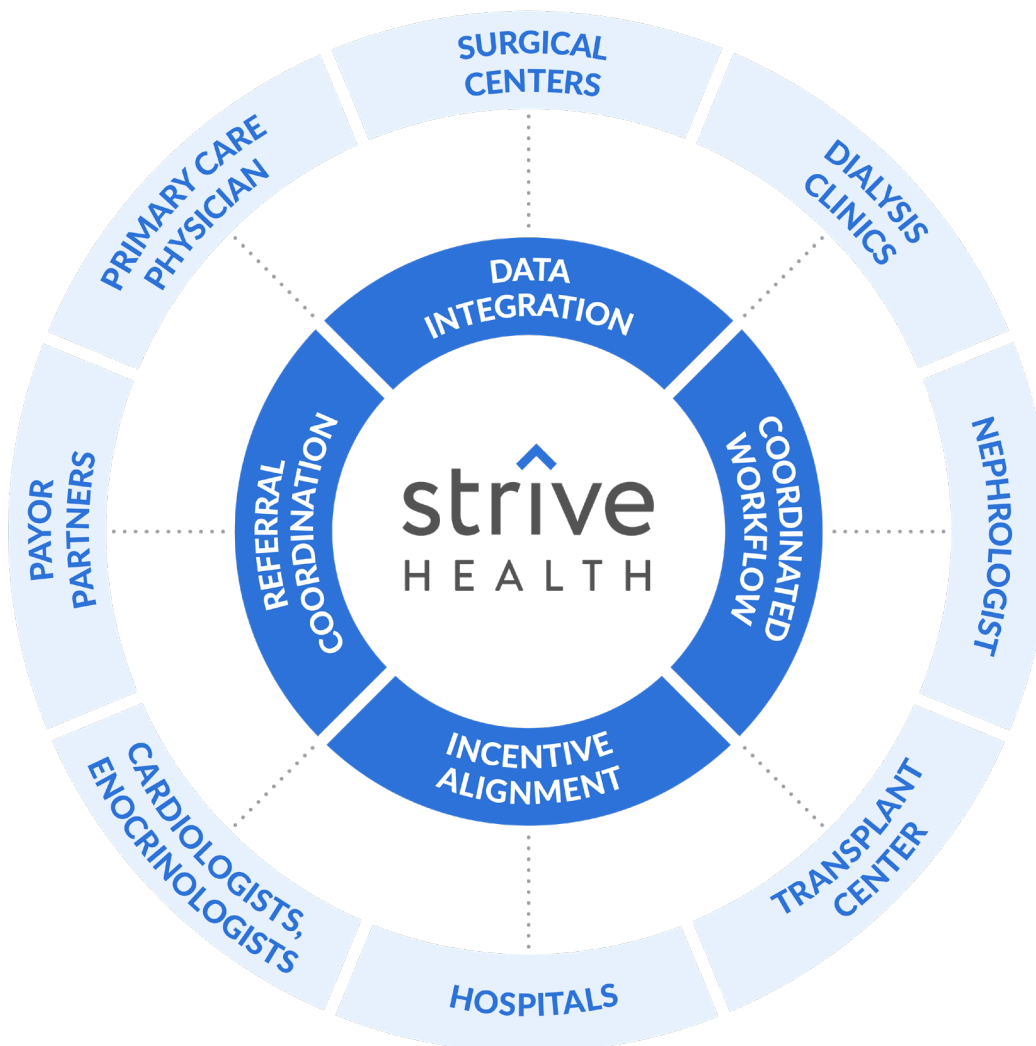 SURGICAL
CENTERS
DIALYSIS
CLINICS
NEPHROLOGIST
TRANSPLANT
CENTER
HOSPITALS
CARDIOLOGISTS,
ENOCRINOLOGISTS
PAYOR
PARTNERS
PRIMARY CARE
PHYSICIAN
DATA
INTEGRATION
COORDINATED
WORKFLOW
INCENTIVE
ALIGNMENT
REFERRAL
COORDINATION
strive
HEALTH